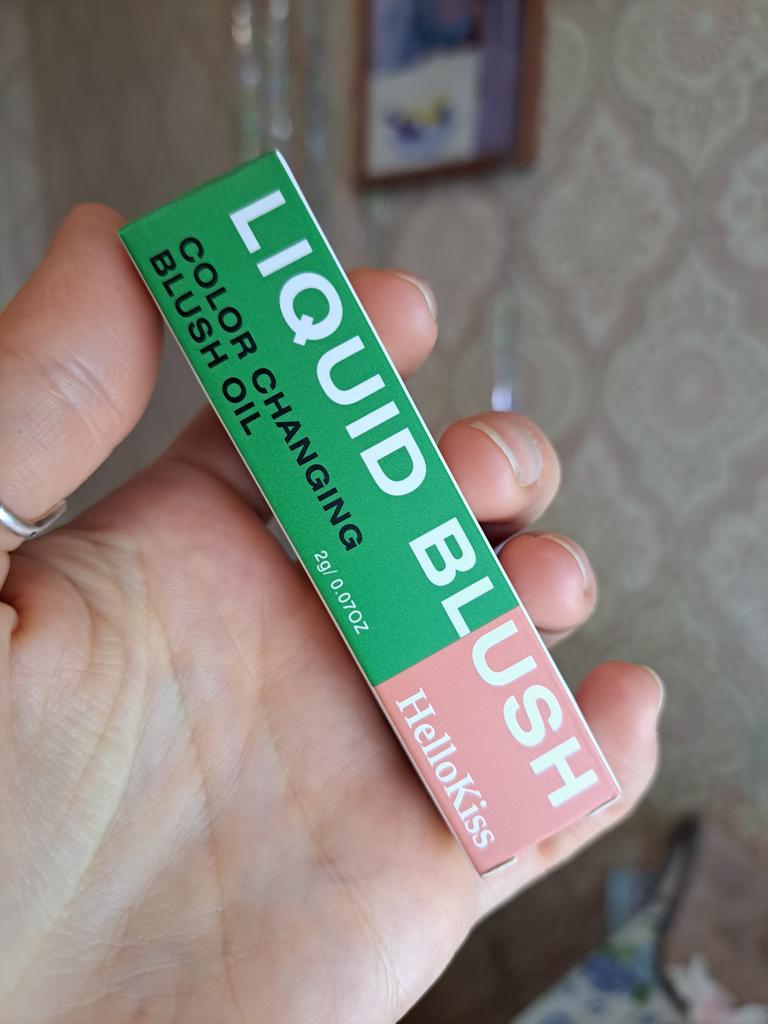 LIQUID BLUSH
COLOR CHANGING
BLUSH OIL
2g/ 0.07OZ
HelloKiss